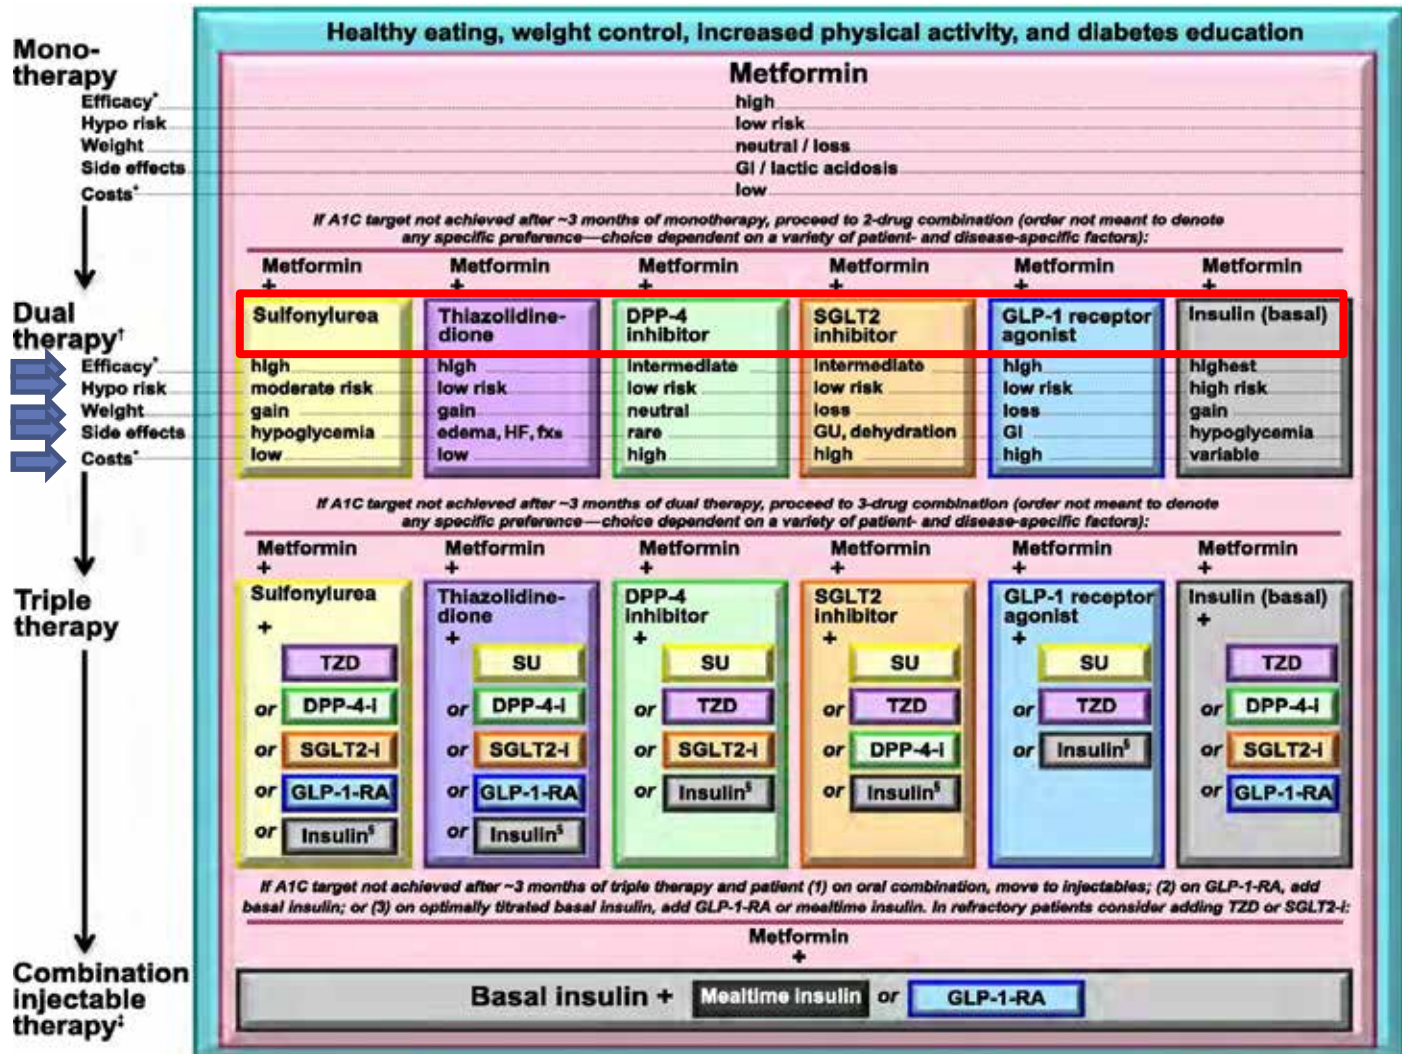 Healthy eating, weight control, increased physical activity, and diabetes education
Mono-
therapy
Metformin
Efficacy* high
Hypo risk low risk
Weight neutral / loss
Side effects GI / lactic acidosis
Costs* low
If A1C target not achieved after ~3 months of monotherapy, proceed to 2-drug combination (order not meant to denote
any specific preference—choice dependent on a variety of patient- and disease-specific factors):
Metformin Metformin Metformin Metformin Metformin Metformin
+ + + + + +
Dual
therapy†
Sulfonylurea
Thiazolidine-
dione
DPP-4
inhibitor
SGLT2
inhibitor
GLP-1 receptor
agonist
Insulin (basal)
Efficacy* high high intermediate intermediate high highest
Hypo risk moderate risk low risk low risk low risk low risk high risk
Weight gain gain neutral loss loss gain
Side effects hypoglycemia edema, HF, fxs rare GU, dehydration GI hypoglycemia
Costs* low low high high high variable
If A1C target not achieved after ~3 months of dual therapy, proceed to 3-drug combination (order not meant to denote
any specific preference—choice dependent on a variety of patient- and disease-specific factors):
Triple
therapy
Metformin
+
Sulfonylurea
+
TZD
or DPP-4-i
or SGLT2-i
or GLP-1-RA
or Insulin§
Metformin
+
Thiazolidine-
dione
+
SU
or DPP-4-i
or SGLT2-i
or GLP-1-RA
or Insulin§
Metformin
+
DPP-4
inhibitor
+
SU
or TZD
or SGLT2-i
or Insulin§
Metformin
+
SGLT2
inhibitor
+
SU
or TZD
or DPP-4-i
or Insulin§
Metformin
+
GLP-1 receptor
agonist
+
SU
or TZD
or Insulin§
Metformin
+
Insulin (basal)
+
TZD
or DPP-4-i
or SGLT2-i
or GLP-1-RA
If A1C target not achieved after ~3 months of triple therapy and patient (1) on oral combination, move to injectables; (2) on GLP-1-RA, add
basal insulin; or (3) on optimally titrated basal insulin, add GLP-1-RA or mealtime insulin. In refractory patients consider adding TZD or SGLT2-i:
Metformin
+
Combination
injectable
therapy‡
Basal insulin + Mealtime insulin or GLP-1-RA